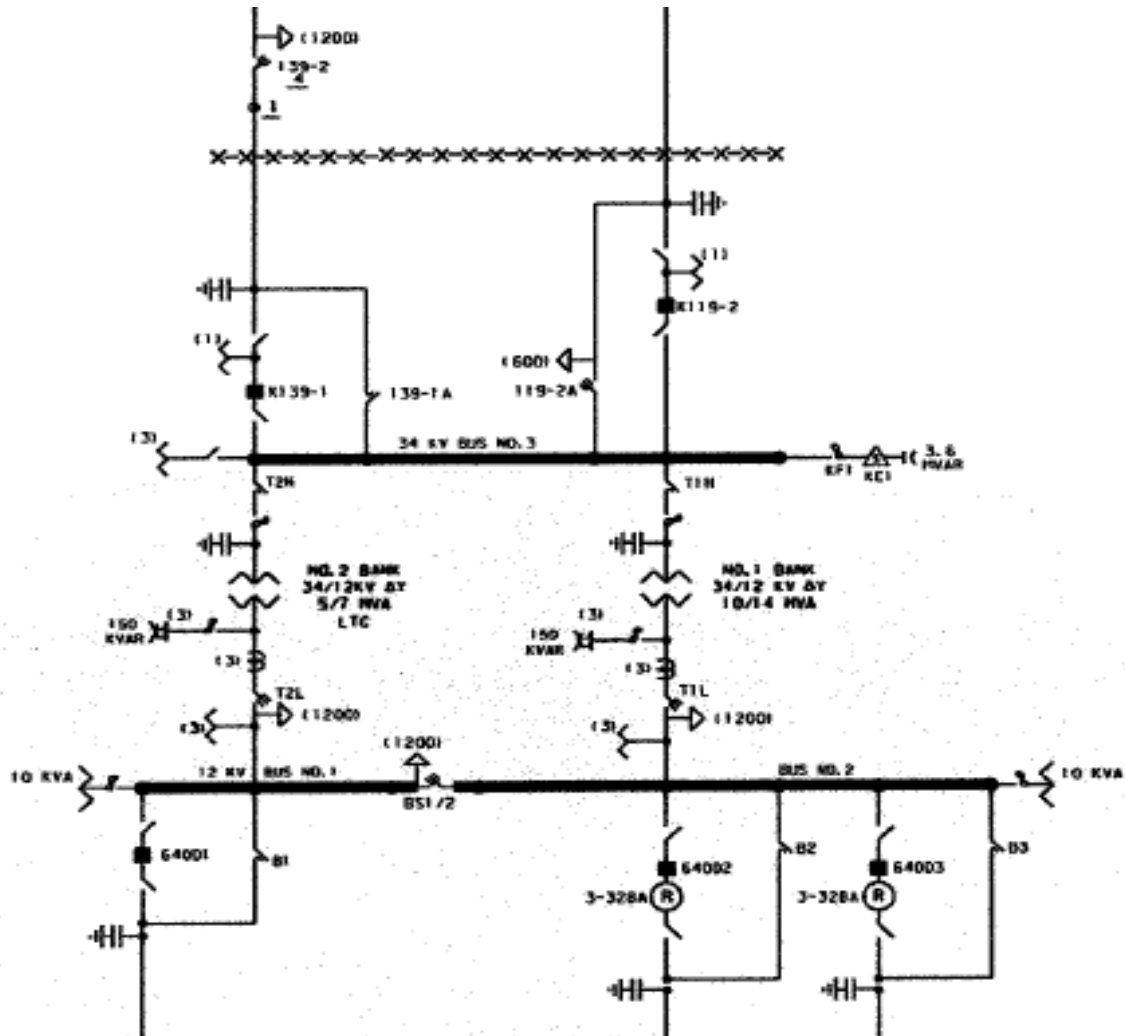 (1200)
139-2
4
1
(1)
K119-2
(1)
(600)
K139-1
139-1A
119-2A
(3)
34 KV BUS NO.3
3.6
MVAR
KF1
KC1
T2H
T1H
NO.2 BANK
34/12KV ΔY
5/7 MVA
LTC
NO.1 BANK
34/12 KV ΔY
10/14 MVA
(3)
150
KVAR
(3)
150
KVAR
(3)
(3)
T2L
T1L
(1200)
(3)
(1200)
(3)
(1200)
10 KVA
12 KV BUS NO.1
BS1/2
BUS NO.2
10 KVA
640D1
B1
B2
B3
640D2
640D3
3-328A
R
3-328A
R